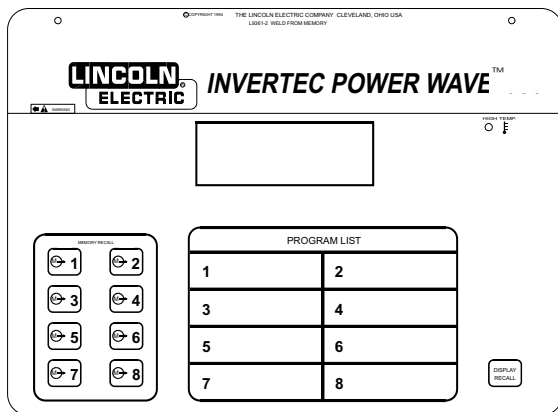 ©COPYRIGHT 1996 THE LINCOLN ELECTRIC COMPANY CLEVELAND, OHIO USA
L9361-2 WELD FROM MEMORY
LINCOLN ®
ELECTRIC
INVERTEC POWER WAVE™
WARNING
HIGH TEMP
MEMORY RECALL
M 1
M 2
M 3
M 4
M 5
M 6
M 7
M 8
PROGRAM LIST
1 2
3 4
5 6
7 8
DISPLAY
RECALL